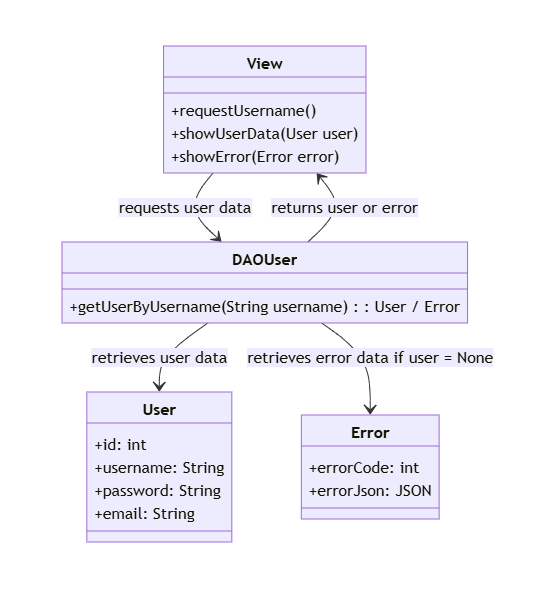 View
+requestUsername()
+showUserData(User user)
+showError(Error error)
requests user data
returns user or error
DAOUser
+getUserByUsername(String username) : : User / Error
retrieves user data
retrieves error data if user = None
User
+id: int
+username: String
+password: String
+email: String
Error
+errorCode: int
+errorJson: JSON